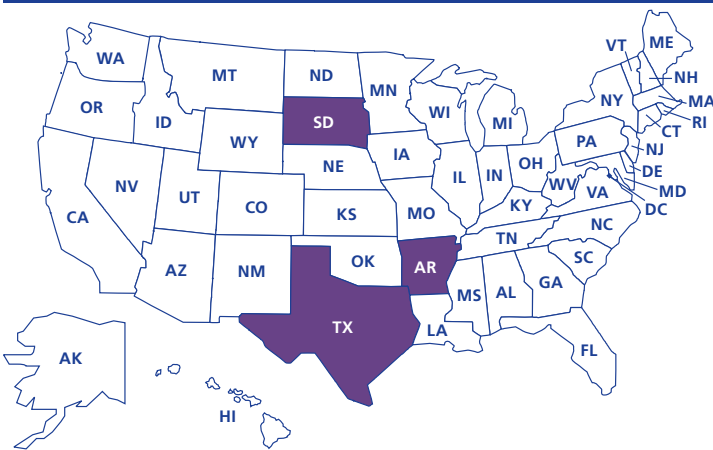 WA
MT
ND
MN
VT
ME
NH
MA
RI
CT
NY
OR
ID
SD
WI
MI
WY
PA
NJ
DE
MD
DC
IA
NE
OH
IL
IN
WV
VA
NV
UT
CO
KS
MO
KY
CA
NC
TN
AZ
NM
OK
AR
SC
MS
AL
GA
TX
LA
FL
AK
HI